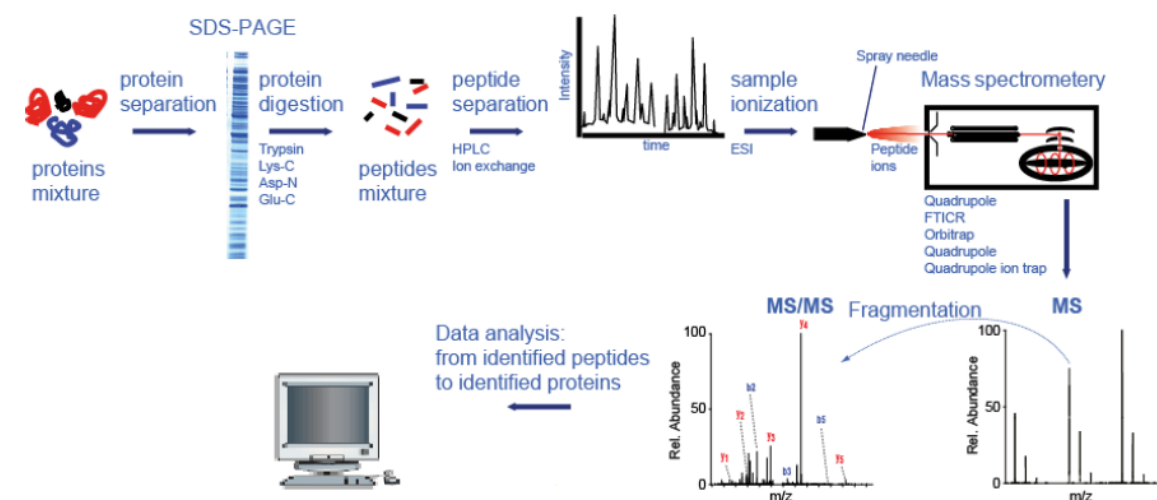 SDS-PAGE
proteins
mixture
protein
separation
protein
digestion
Trypsin
Lys-C
Asp-N
Glu-C
peptides
mixture
peptide
separation
HPLC
Ion exchange
Intensity
time
sample
ionization
ESI
Spray needle
Peptide
ions
Mass spectrometery
Quadrupole
FTICR
Orbitrap
Quadrupole
Quadrupole ion trap
MS
Rel. Abundance
100
50
0
m/z
Fragmentation
MS/MS
Rel. Abundance
100
50
0
y1
y2
b2
y3
b3
y4
b5
y5
m/z
Data analysis:
from identified peptides
to identified proteins